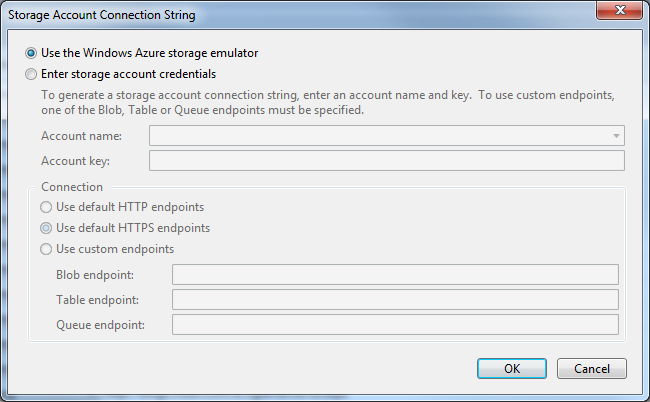 Storage Account Connection String
Use the Windows Azure storage emulator
Enter storage account credentials
To generate a storage account connection string, enter an account name and key.  To use custom endpoints,
one of the Blob, Table or Queue endpoints must be specified.
Account name:
Account key:
Connection
Use default HTTP endpoints
Use default HTTPS endpoints
Use custom endpoints
Blob endpoint:
Table endpoint:
Queue endpoint:
OK
Cancel